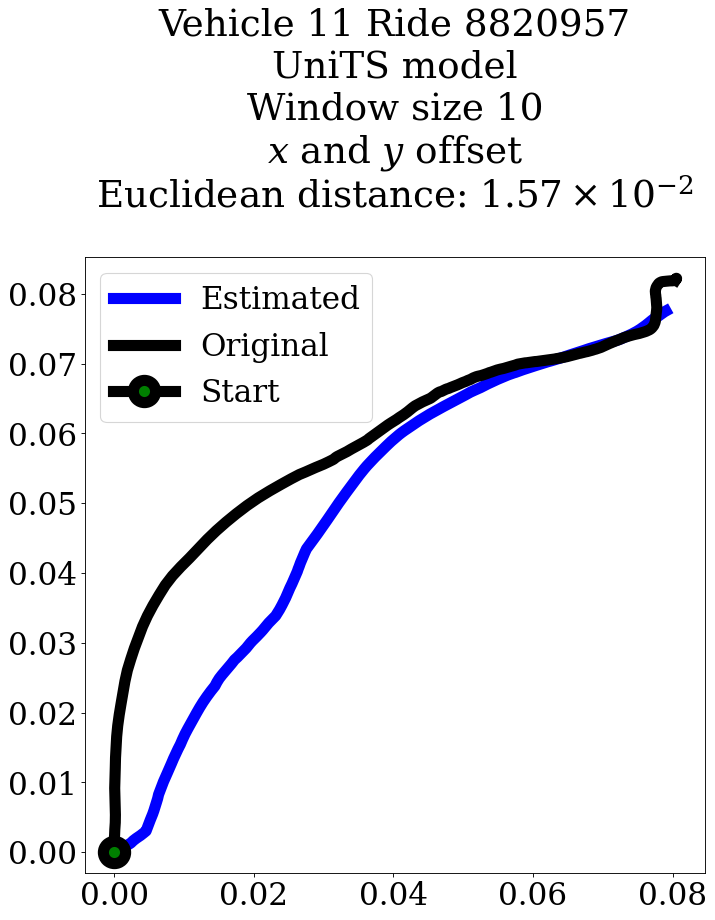 Vehicle 11 Ride 8820957
UniTS model
Window size 10
x and y offset
Euclidean distance: 1.57 × 10⁻²
Estimated
Original
Start
0.08
0.07
0.06
0.05
0.04
0.03
0.02
0.01
0.00
0.00 0.02 0.04 0.06 0.08